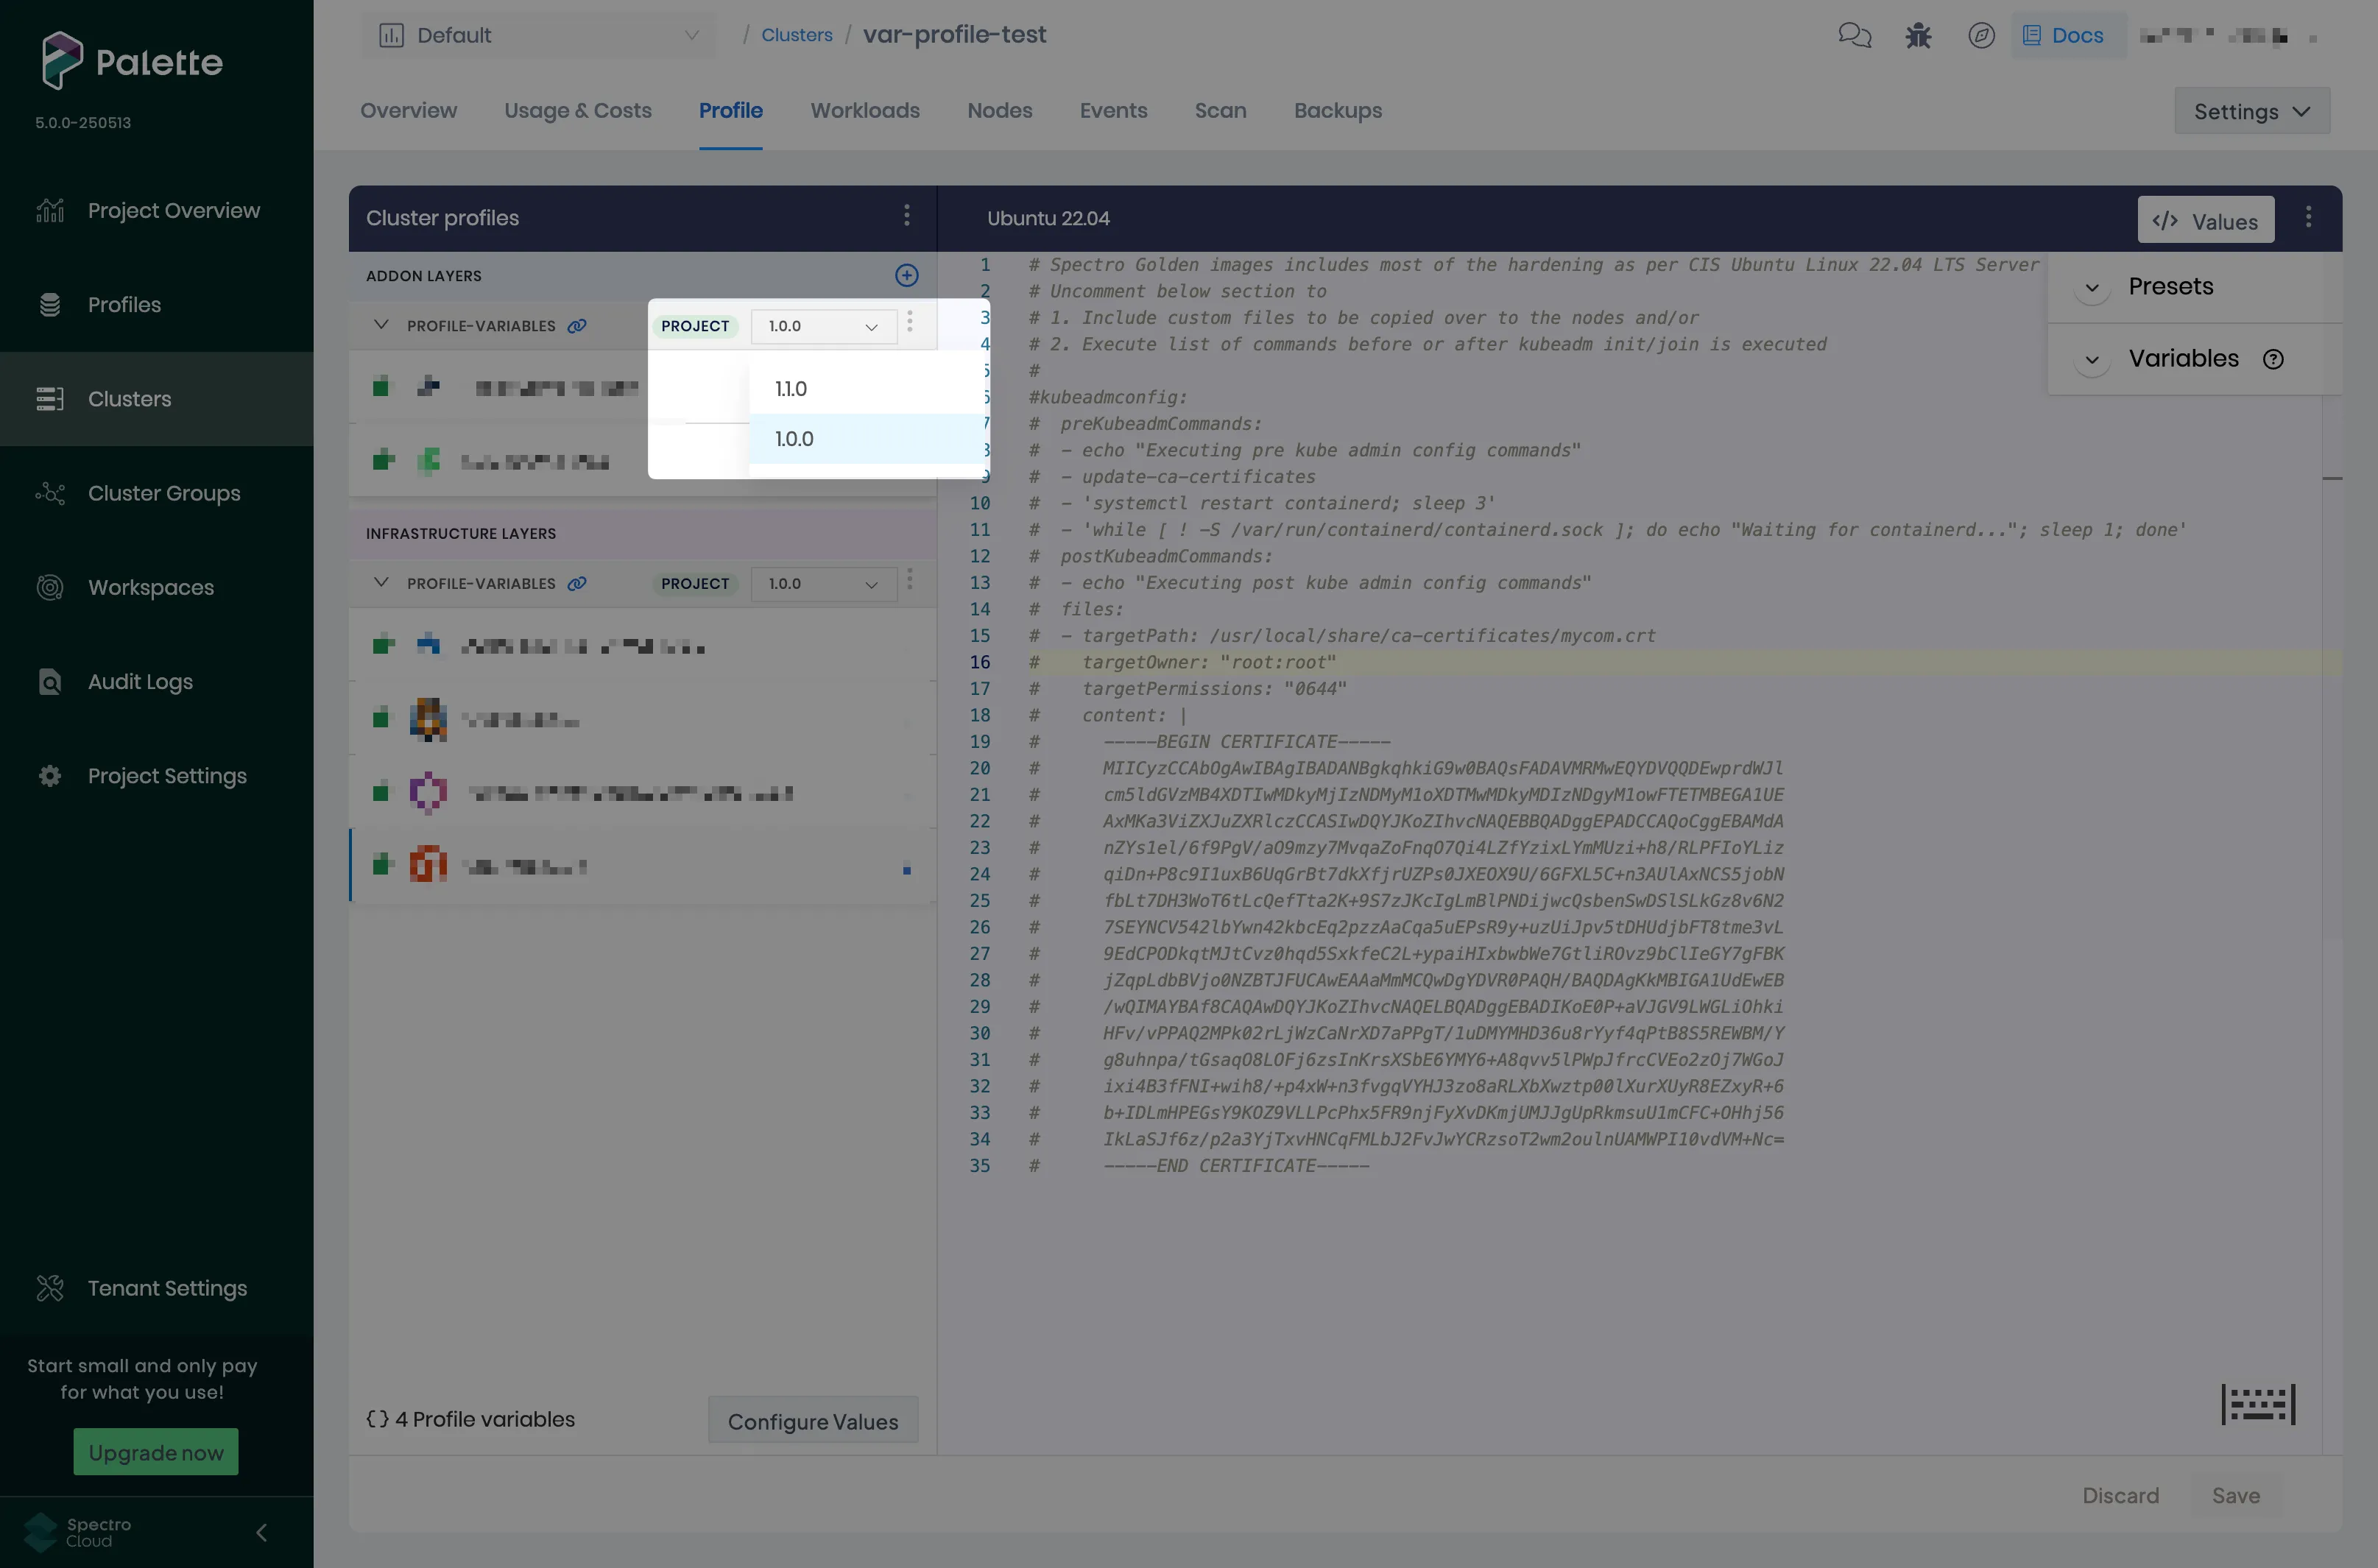 Palette
5.0.0-250513
Project Overview
Profiles
Clusters
Cluster Groups
Workspaces
Audit Logs
Project Settings
Tenant Settings
Start small and only pay
for what you use!
Upgrade now
Spectro
Cloud
Default
/ Clusters / var-profile-test
Docs
Overview
Usage & Costs
Profile
Workloads
Nodes
Events
Scan
Backups
Settings
Cluster profiles
ADDON LAYERS
PROFILE-VARIABLES
PROJECT
1.0.0
1.1.0
1.0.0
INFRASTRUCTURE LAYERS
PROFILE-VARIABLES
PROJECT
1.0.0
{} 4 Profile variables
Configure Values
Ubuntu 22.04
</> Values
Presets
Variables
1 # Spectro Golden images includes most of the hardening as per CIS Ubuntu Linux 22.04 LTS Server
2 # Uncomment below section to
3 # 1. Include custom files to be copied over to the nodes and/or
4 # 2. Execute list of commands before or after kubeadm init/join is executed
5 #
6 #kubeadmconfig:
7 #  preKubeadmCommands:
8 #  - echo "Executing pre kube admin config commands"
9 #  - update-ca-certificates
10 #  - 'systemctl restart containerd; sleep 3'
11 #  - 'while [ ! -S /var/run/containerd/containerd.sock ]; do echo "Waiting for containerd..."; sleep 1; done'
12 #  postKubeadmCommands:
13 #  - echo "Executing post kube admin config commands"
14 #  files:
15 #  - targetPath: /usr/local/share/ca-certificates/mycom.crt
16 #    targetOwner: "root:root"
17 #    targetPermissions: "0644"
18 #    content: |
19 #      -----BEGIN CERTIFICATE-----
20 #      MIICyzCCAbOgAwIBAgIBADANBgkqhkiG9w0BAQsFADAVMRMwEQYDVQQDEwprdWJl
21 #      cm5ldGVzMB4XDTIwMDkyMjIzNDMyM1oXDTMwMDkyMDIzNDgyM1owFTETMBEGA1UE
22 #      AxMKa3ViZXJuZXRlczCCASIwDQYJKoZIhvcNAQEBBQADggEPADCCAQoCggEBAMdA
23 #      nZYs1el/6f9PgV/aO9mzy7MvqaZoFnqO7Qi4LZfYzixLYmMUzi+h8/RLPFIoYLiz
24 #      qiDn+P8c9I1uxB6UqGrBt7dkXfjrUZPs0JXEOX9U/6GFXL5C+n3AUlAxNCS5jobN
25 #      fbLt7DH3WoT6tLcQefTta2K+9S7zJKcIgLmBlPNDijwcQsbenSwDSlSLkGz8v6N2
26 #      7SEYNCV542lbYwn42kbcEq2pzzAaCqa5uEPsR9y+uzUiJpv5tDHUdjbFT8tme3vL
27 #      9EdCPODkqtMJtCvz0hqd5SxkfeC2L+ypaiHIxbwbWe7GtliROvz9bClIeGY7gFBK
28 #      jZqpLdbBVjo0NZBTJFUCAwEAAaMmMCQwDgYDVR0PAQH/BAQDAgKkMBIGA1UdEwEB
29 #      /wQIMAYBAf8CAQAwDQYJKoZIhvcNAQELBQADggEBADIKoE0P+aVJGV9LWGLiOhki
30 #      HFv/vPPAQ2MPk02rLjWzCaNrXD7aPPgT/1uDMYMHD36u8rYyf4qPtB8S5REWBM/Y
31 #      g8uhnpa/tGsaqO8LOFj6zsInKrsXSbE6YMY6+A8qvv5lPWpJfrcCVEo2zOj7WGoJ
32 #      ixi4B3fFNI+wih8/+p4xW+n3fvgqVYHJ3zo8aRLXbXwztp00lXurXUyR8EZxyR+6
33 #      b+IDLmHPEGsY9KOZ9VLLPcPhx5FR9njFyXvDKmjUMJJgUpRkmsuU1mCFC+OHhj56
34 #      IkLaSJf6z/p2a3YjTxvHNCqFMLbJ2FvJwYCRzsoT2wm2oulnUAMWPI10vdVM+Nc=
35 #      -----END CERTIFICATE-----
Discard
Save